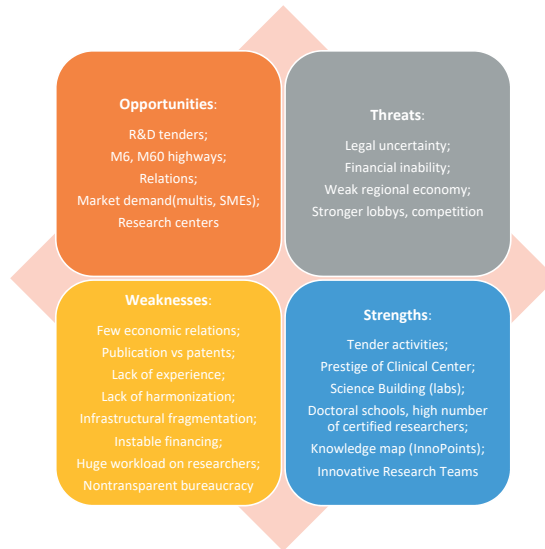 Opportunities:
R&D tenders;
M6, M60 highways;
Relations;
Market demand(multis, SMEs);
Research centers
Threats:
Legal uncertainty;
Financial inability;
Weak regional economy;
Stronger lobbys, competition
Weaknesses:
Few economic relations;
Publication vs patents;
Lack of experience;
Lack of harmonization;
Infrastructural fragmentation;
Instable financing;
Huge workload on researchers;
Nontransparent bureaucracy
Strengths:
Tender activities;
Prestige of Clinical Center;
Science Building (labs);
Doctoral schools, high number
of certified researchers;
Knowledge map (InnoPoints);
Innovative Research Teams